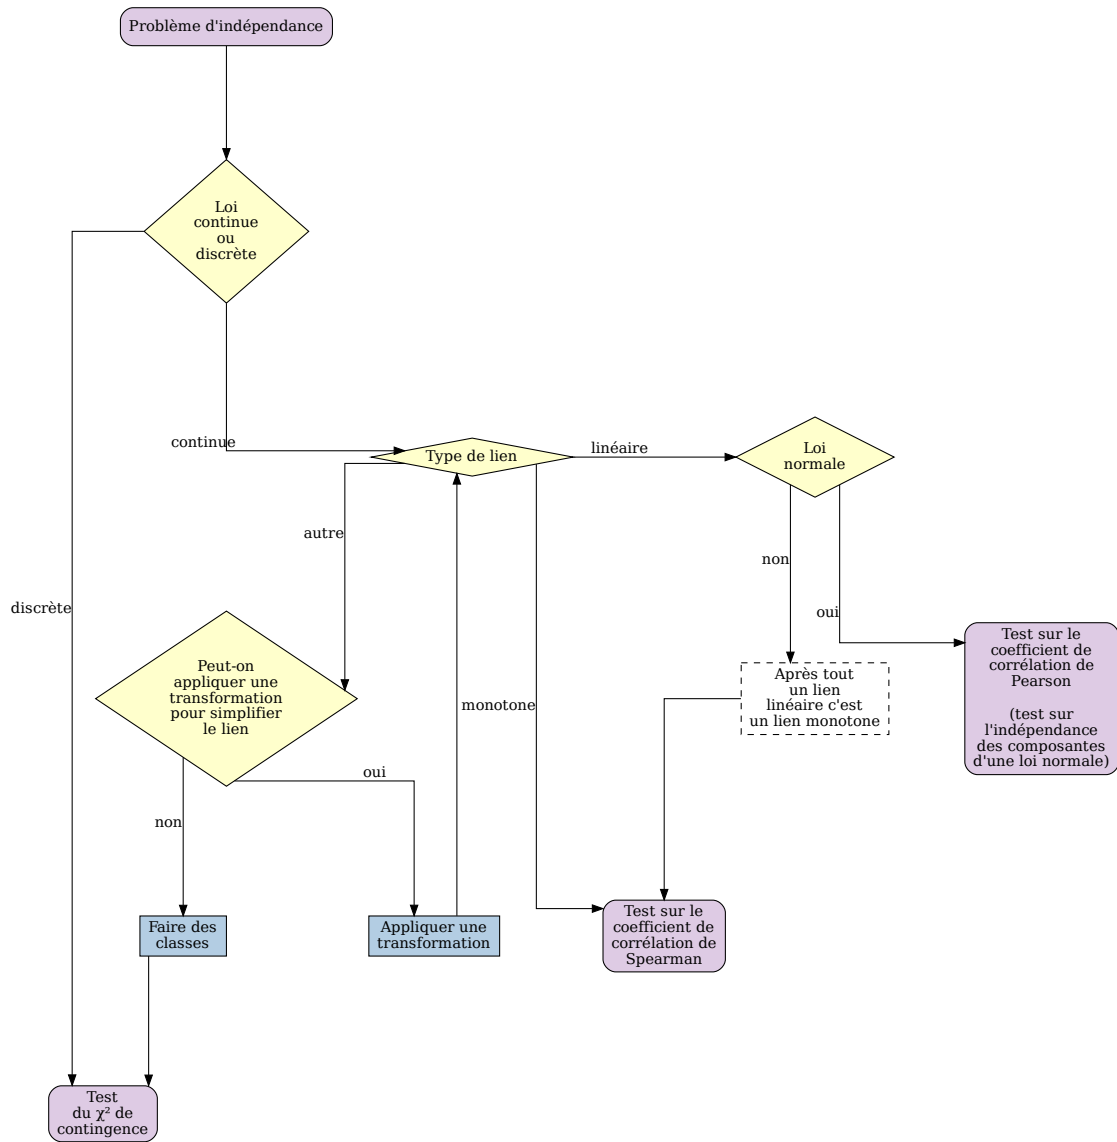 Problème d'indépendance
Loi
continue
ou
discrète
continue
Type de lien
linéaire
Loi
normale
autre
non
oui
discrète
Peut-on
appliquer une
transformation
pour simplifier
le lien
monotone
Après tout
un lien
linéaire c'est
un lien monotone
Test sur le
coefficient de
corrélation de
Pearson
(test sur
l'indépendance
des composantes
d'une loi normale)
oui
non
Faire des
classes
Appliquer une
transformation
Test sur le
coefficient de
corrélation de
Spearman
Test
du χ² de
contingence